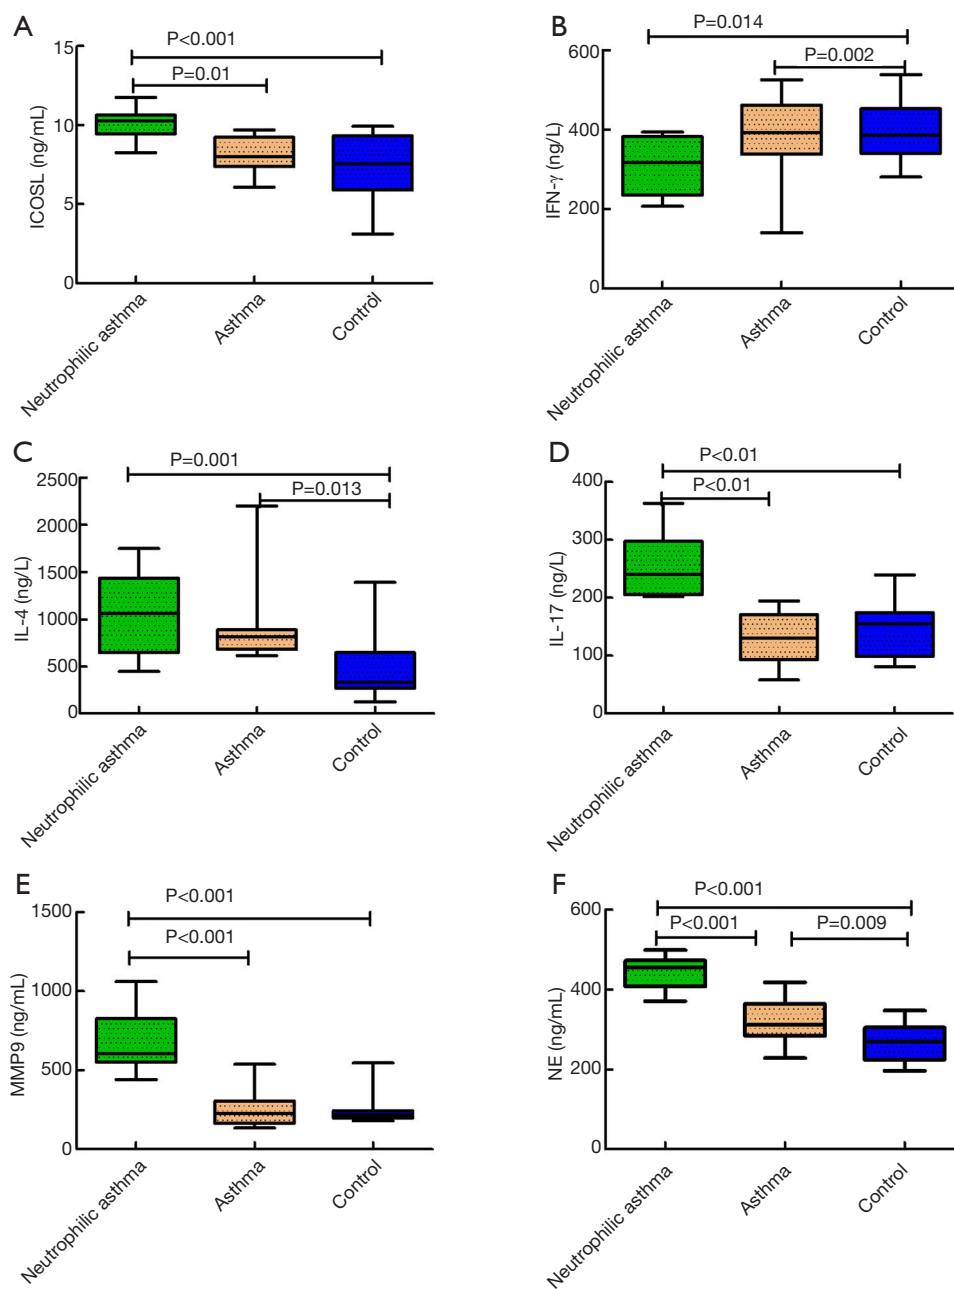 A
P<0.001
P=0.01
15
10
5
0
ICOSL (ng/mL)
Neutrophilic asthma
Asthma
Control
B
P=0.014
P=0.002
600
400
200
0
IFN-γ (ng/L)
Neutrophilic asthma
Asthma
Control
C
P=0.001
P=0.013
2500
2000
1500
1000
500
0
IL-4 (ng/L)
Neutrophilic asthma
Asthma
Control
D
P<0.01
P<0.01
400
300
200
100
0
IL-17 (ng/L)
Neutrophilic asthma
Asthma
Control
E
P<0.001
P<0.001
1500
1000
500
0
MMP9 (ng/mL)
Neutrophilic asthma
Asthma
Control
F
P<0.001
P<0.001
P=0.009
600
400
200
0
NE (ng/mL)
Neutrophilic asthma
Asthma
Control